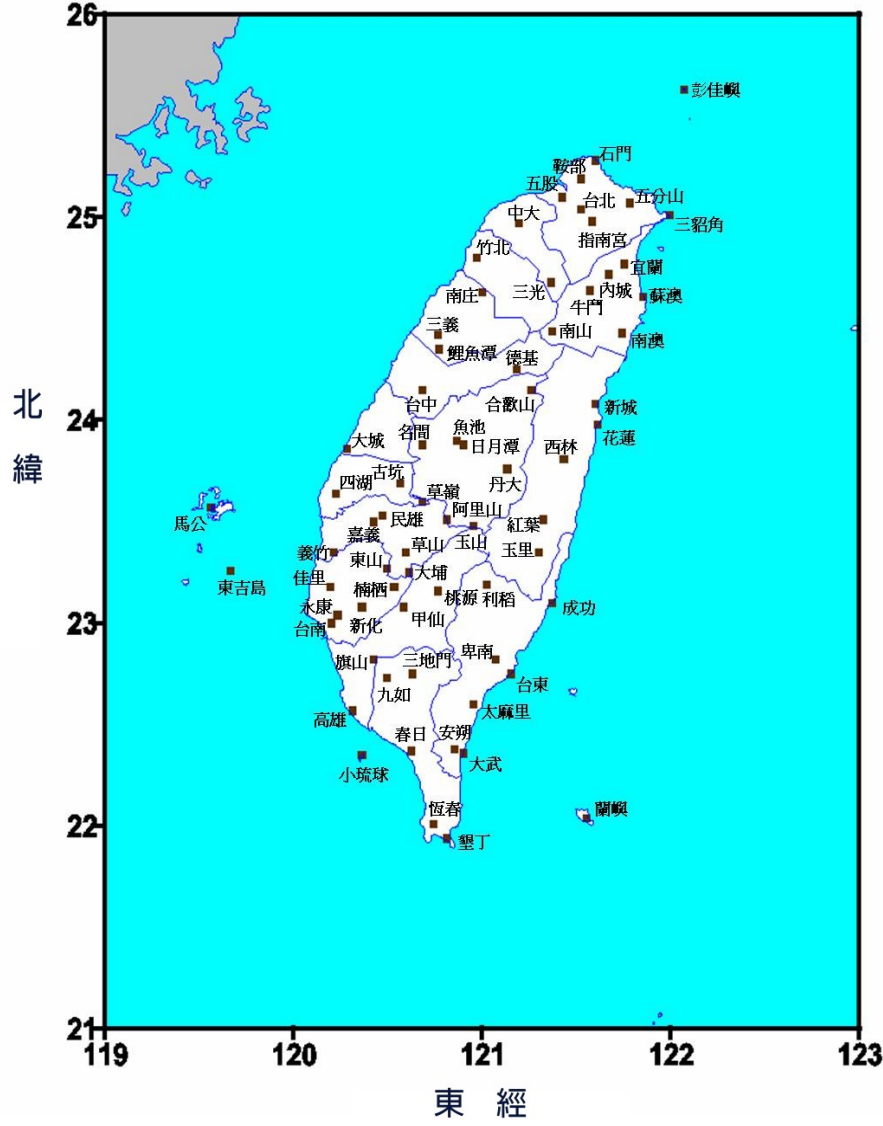 26
彭佳嶼
石門
鞍部
五股
台北
五分山
25
中大
三貂角
指南宮
竹北
宜蘭
三光
內城
南庄
蘇澳
牛鬥
三義
南山
南澳
鯉魚潭
德基
台中
合歡山
新城
北
緯
24
魚池
花蓮
名間
大城
日月潭
西林
古坑
四湖
丹大
草嶺
阿里山
馬公
民雄
紅葉
嘉義
玉山
草山
義竹
玉里
東山
大埔
佳里
東吉島
楠栖
桃源
利稻
永康
成功
23
台南
新化
甲仙
卑南
旗山
三地門
台東
九如
太麻里
高雄
春日
安朔
大武
小琉球
恆春
蘭嶼
22
墾丁
21
119
120
121
122
123
東 經